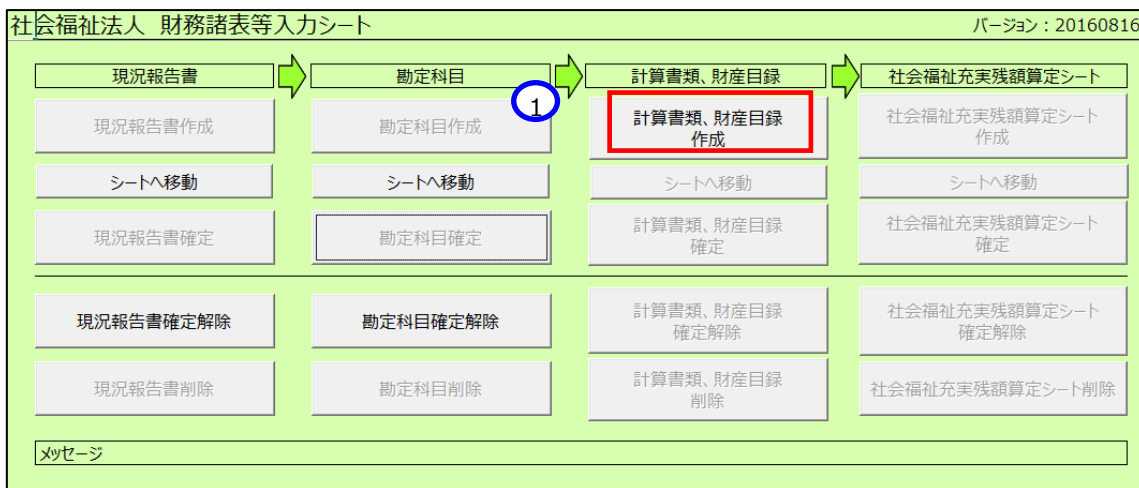 社会福祉法人 財務諸表等入力シート
バージョン：20160816
現況報告書
勘定科目
計算書類、財産目録
社会福祉充実残額算定シート
現況報告書作成
勘定科目作成
1
計算書類、財産目録
作成
社会福祉充実残額算定シート
作成
シートへ移動
シートへ移動
シートへ移動
シートへ移動
現況報告書確定
勘定科目確定
計算書類、財産目録
確定
社会福祉充実残額算定シート
確定
現況報告書確定解除
勘定科目確定解除
計算書類、財産目録
確定解除
社会福祉充実残額算定シート
確定解除
現況報告書削除
勘定科目削除
計算書類、財産目録
削除
社会福祉充実残額算定シート削除
メッセージ